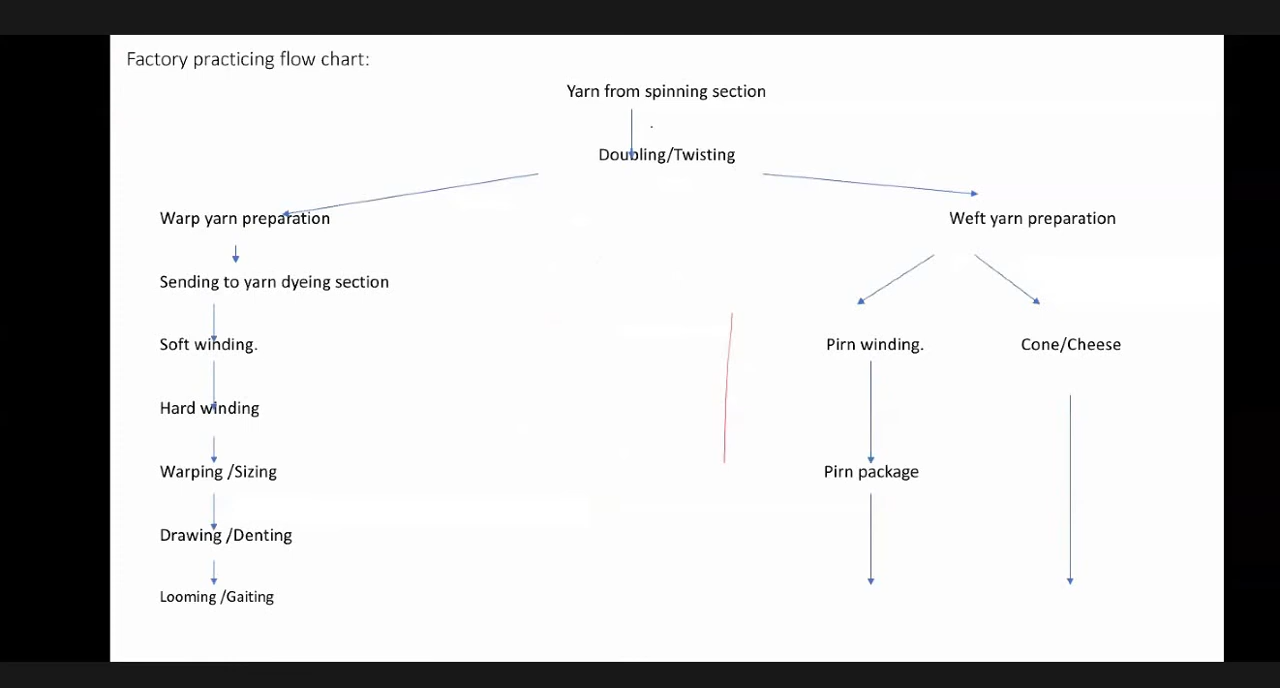 Factory practicing flow chart:
Yarn from spinning section
Doubling/Twisting
Warp yarn preparation
Weft yarn preparation
Sending to yarn dyeing section
Soft winding.
Pirn winding.
Cone/Cheese
Hard winding
Warping /Sizing
Pirn package
Drawing /Denting
Looming /Gaiting